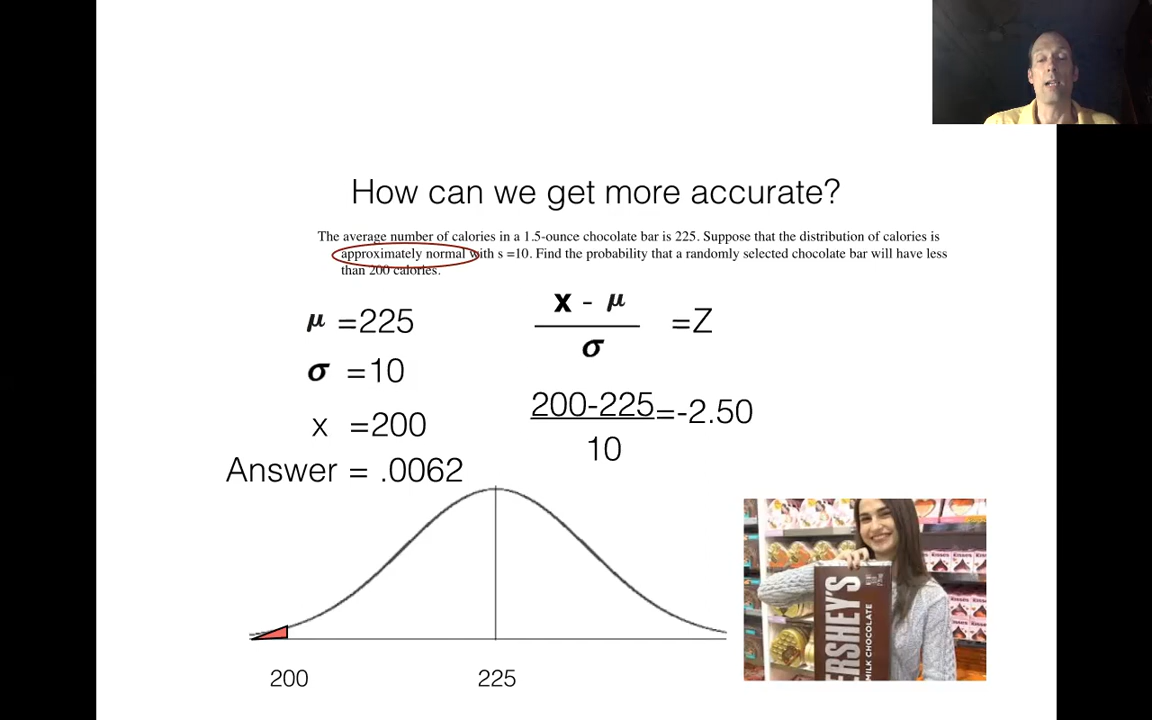 How can we get more accurate?
The average number of calories in a 1.5-ounce chocolate bar is 225. Suppose that the distribution of calories is
approximately normal with s =10. Find the probability that a randomly selected chocolate bar will have less
than 200 calories.
μ =225
x - μ
=Z
σ
σ =10
200-225=-2.50
10
x =200
Answer = .0062
200
225
ERSHEY'S
MILK CHOCOLATE